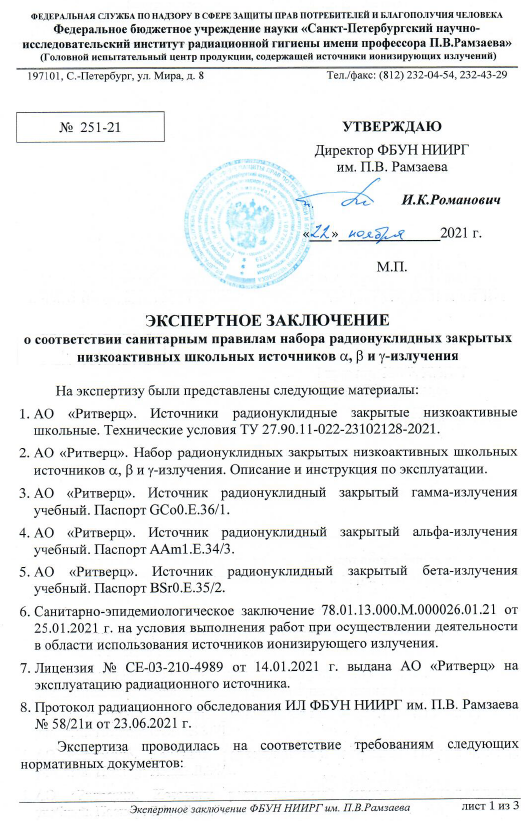 ФЕДЕРАЛЬНАЯ СЛУЖБА ПО НАДЗОРУ В СФЕРЕ ЗАЩИТЫ ПРАВ ПОТРЕБИТЕЛЕЙ И БЛАГОПОЛУЧИЯ ЧЕЛОВЕКА
Федеральное бюджетное учреждение науки «Санкт-Петербургский научно-
исследовательский институт радиационной гигиены имени профессора П.В.Рамзаева»
(Головной испытательный центр продукции, содержащей источники ионизирующих излучений)
197101, С.-Петербург, ул. Мира, д. 8 Тел./факс: (812) 232-04-54, 232-43-29
№ 251-21
УТВЕРЖДАЮ
Директор ФБУН НИИРГ
им. П.В. Рамзаева
И.К.Романович
«22» ноября 2021 г.
М.П.
ЭКСПЕРТНОЕ ЗАКЛЮЧЕНИЕ
о соответствии санитарным правилам набора радионуклидных закрытых
низкоактивных школьных источников α, β и γ-излучения
На экспертизу были представлены следующие материалы:
1. АО «Ритверц». Источники радионуклидные закрытые низкоактивные
школьные. Технические условия ТУ 27.90.11-022-23102128-2021.
2. АО «Ритверц». Набор радионуклидных закрытых низкоактивных школьных
источников α, β и γ-излучения. Описание и инструкция по эксплуатации.
3. АО «Ритверц». Источник радионуклидный закрытый гамма-излучения
учебный. Паспорт GCo0.E.36/1.
4. АО «Ритверц». Источник радионуклидный закрытый альфа-излучения
учебный. Паспорт AAm1.E.34/3.
5. АО «Ритверц». Источник радионуклидный закрытый бета-излучения
учебный. Паспорт BSr0.E.35/2.
6. Санитарно-эпидемиологическое заключение 78.01.13.000.М.000026.01.21 от
25.01.2021 г. на условия выполнения работ при осуществлении деятельности
в области использования источников ионизирующего излучения.
7. Лицензия № СЕ-03-210-4989 от 14.01.2021 г. выдана АО «Ритверц» на
эксплуатацию радиационного источника.
8. Протокол радиационного обследования ИЛ ФБУН НИИРГ им. П.В. Рамзаева
№ 58/21и от 23.06.2021 г.
Экспертиза проводилась на соответствие требованиям следующих
нормативных документов:
Экспертное заключение ФБУН НИИРГ им. П.В.Рамзаева лист 1 из 3